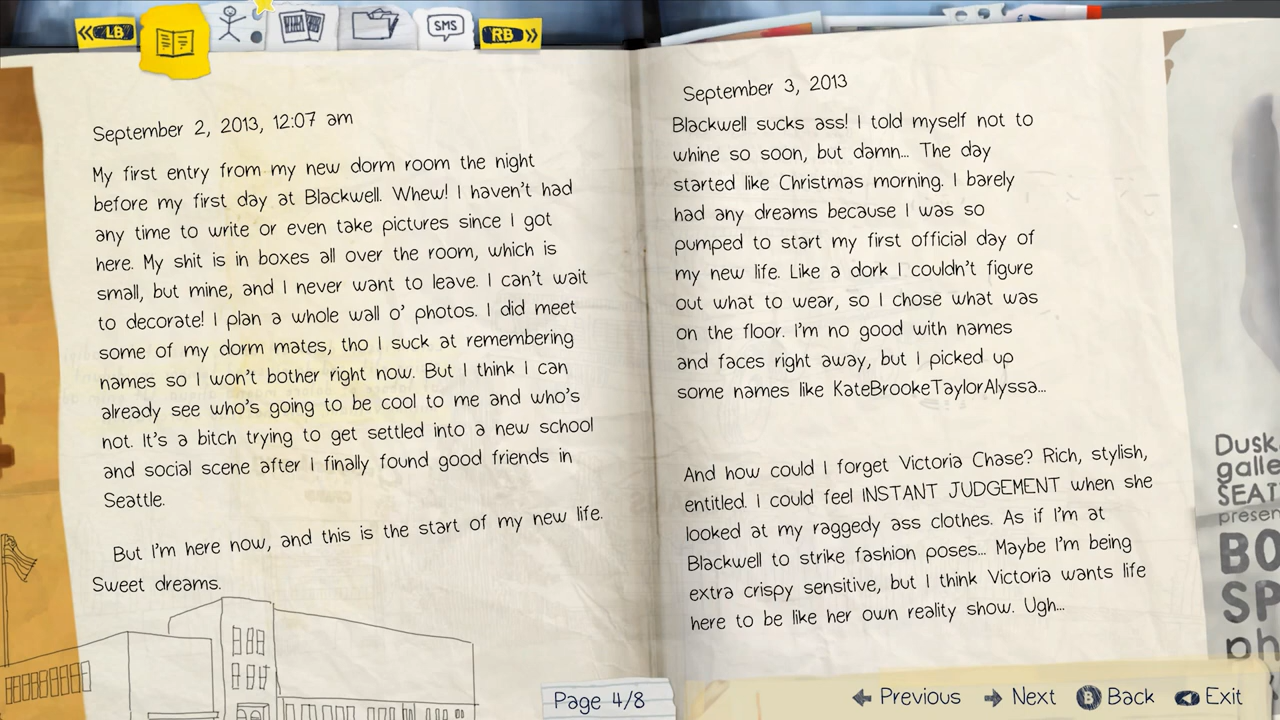 LB
SMS
RB
September 2, 2013, 12:07 am
My first entry from my new dorm room the night
before my first day at Blackwell. Whew! I haven't had
any time to write or even take pictures since I got
here. My shit is in boxes all over the room, which is
small, but mine, and I never want to leave. I can't wait
to decorate! I plan a whole wall o' photos. I did meet
some of my dorm mates, tho I suck at remembering
names so I won't bother right now. But I think I can
already see who's going to be cool to me and who's
not. It's a bitch trying to get settled into a new school
and social scene after I finally found good friends in
Seattle.
But I'm here now, and this is the start of my new life.
Sweet dreams.
September 3, 2013
Blackwell sucks ass! I told myself not to
whine so soon, but damn... The day
started like Christmas morning. I barely
had any dreams because I was so
pumped to start my first official day of
my new life. Like a dork I couldn't figure
out what to wear, so I chose what was
on the floor. I'm no good with names
and faces right away, but I picked up
some names like KateBrookeTaylorAlyssa...
And how could I forget Victoria Chase? Rich, stylish,
entitled. I could feel INSTANT JUDGEMENT when she
looked at my raggedy ass clothes. As if I'm at
Blackwell to strike fashion poses... Maybe I'm being
extra crispy sensitive, but I think Victoria wants life
here to be like her own reality show. Ugh...
Dusk
galle
SEAT
presen
BO
SP
ph
Page 4/8
Previous
Next
B Back
Exit